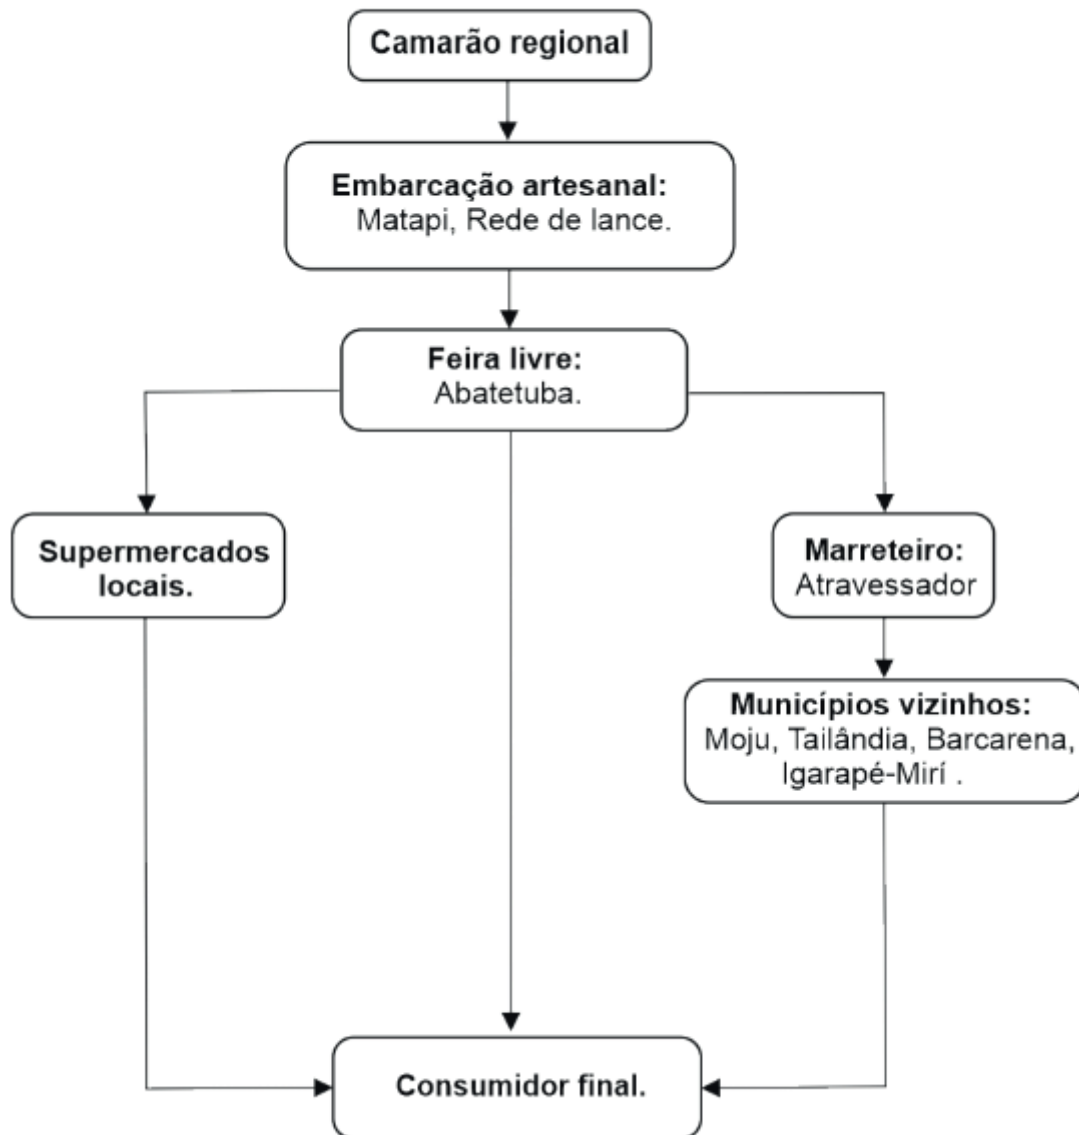 Camarão regional
Embarcação artesanal:
Matapi, Rede de lance.
Feira livre:
Abatetuba.
Supermercados
locais.
Marreteiro:
Atravessador
Municípios vizinhos:
Moju, Tailândia, Barcarena,
Igarapé-Mirí .
Consumidor final.